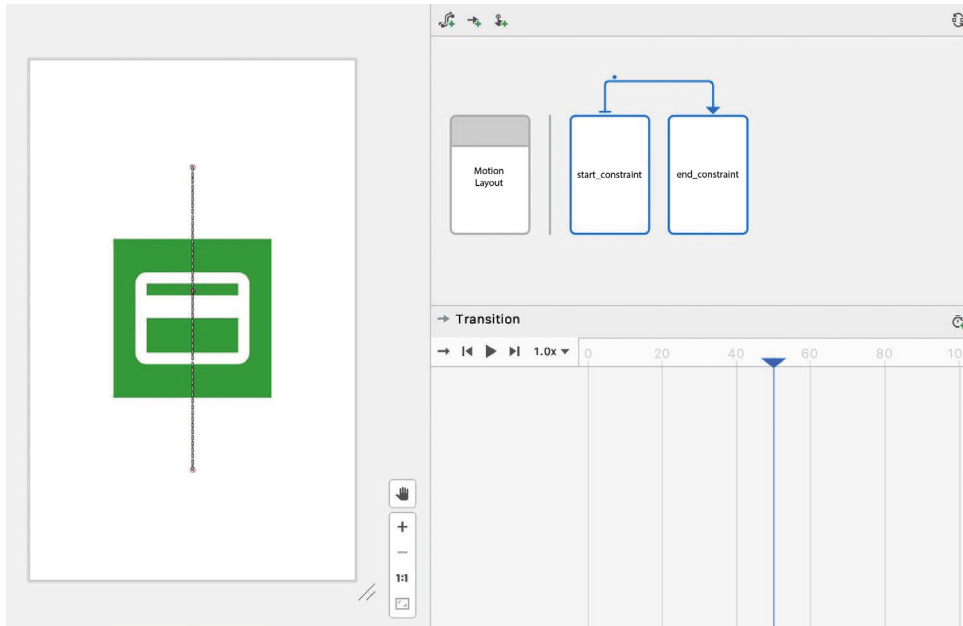 Motion
Layout
start_constraint
end_constraint
Transition
1.0x
0 20 40 60 80 10
1:1